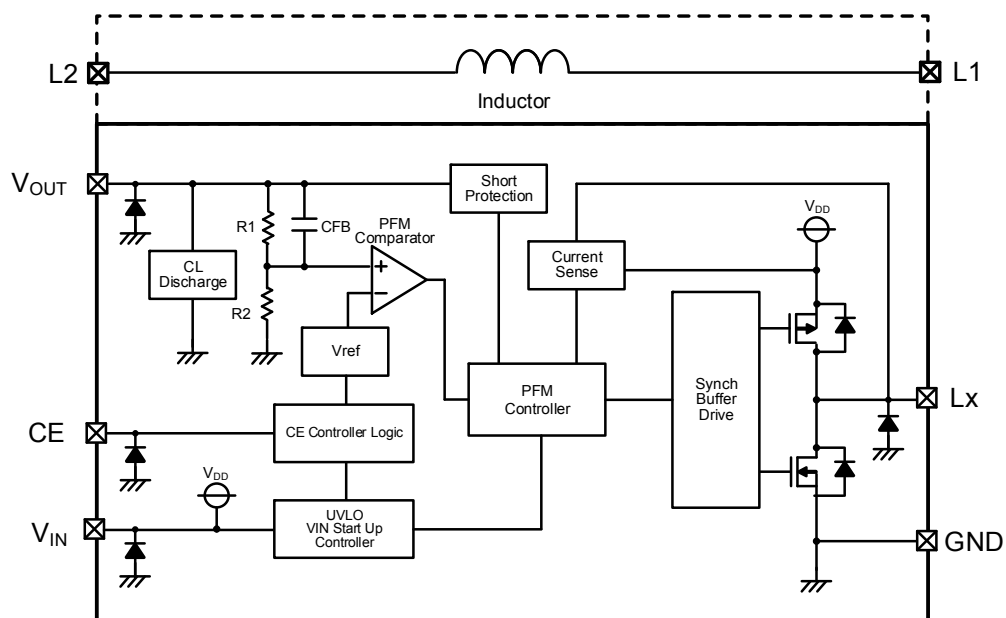 L2
L1
Inductor
VOUT
Short
Protection
R1
CFB
PFM
Comparator
VDD
Current
Sense
CL
Discharge
+
−
R2
Vref
Synch
Buffer
Drive
PFM
Controller
Lx
CE
CE Controller Logic
VDD
VIN
UVLO
VIN Start Up
Controller
GND